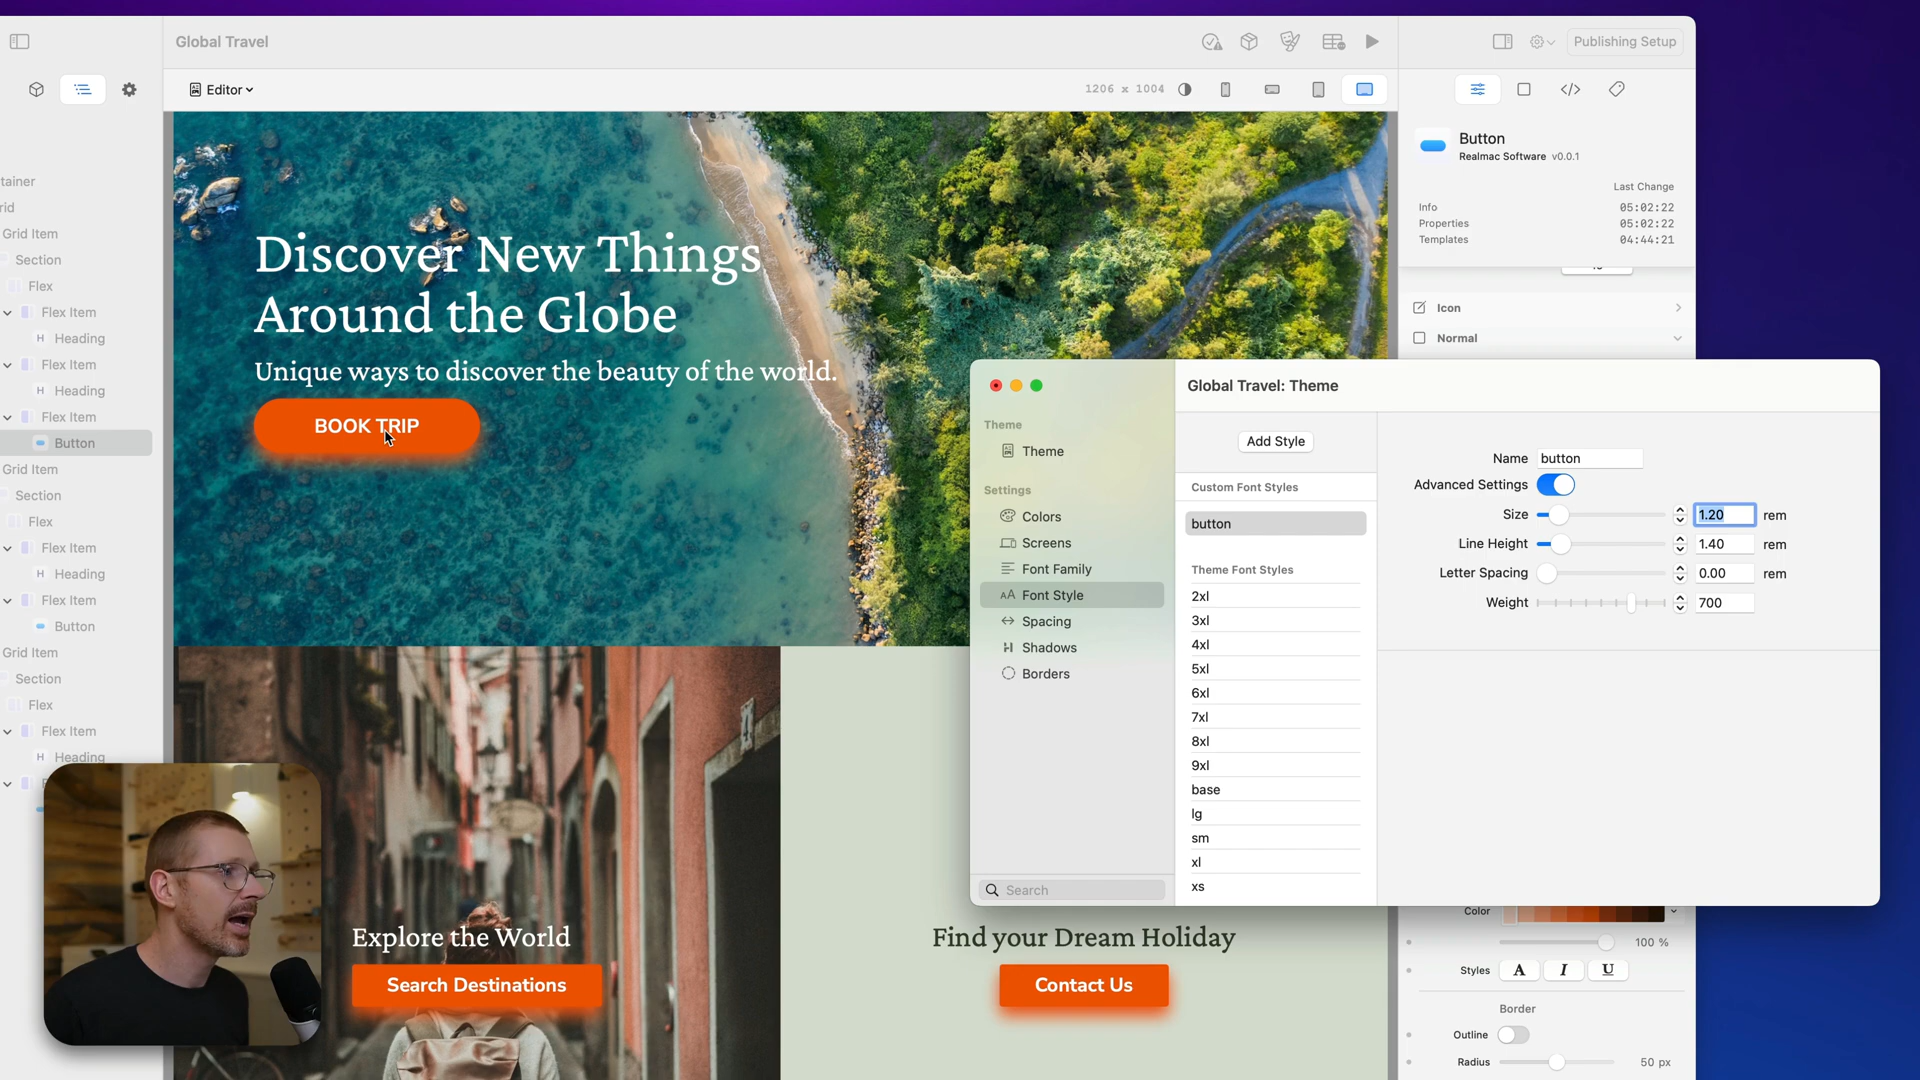 Global Travel
Publishing Setup
Editor
1206 x 1004
Button
Realmac Software v0.0.1
Last Change
Info 05:02:22
Properties 05:02:22
Templates 04:44:21
Icon
Normal
tainer
rid
Grid Item
Section
Flex
Flex Item
H Heading
Flex Item
H Heading
Flex Item
Button
Grid Item
Section
Flex
Flex Item
H Heading
Flex Item
Button
Grid Item
Section
Flex
Flex Item
H Heading
Discover New Things
Around the Globe
Unique ways to discover the beauty of the world.
BOOK TRIP
Explore the World
Search Destinations
Find your Dream Holiday
Contact Us
Global Travel: Theme
Theme
Theme
Settings
Colors
Screens
Font Family
AA Font Style
Spacing
Shadows
Borders
Search
Add Style
Custom Font Styles
button
Theme Font Styles
2xl
3xl
4xl
5xl
6xl
7xl
8xl
9xl
base
lg
sm
xl
xs
Name button
Advanced Settings
Size 1.20 rem
Line Height 1.40 rem
Letter Spacing 0.00 rem
Weight 700
Color
100 %
Styles A I U
Border
Outline
Radius 50 px